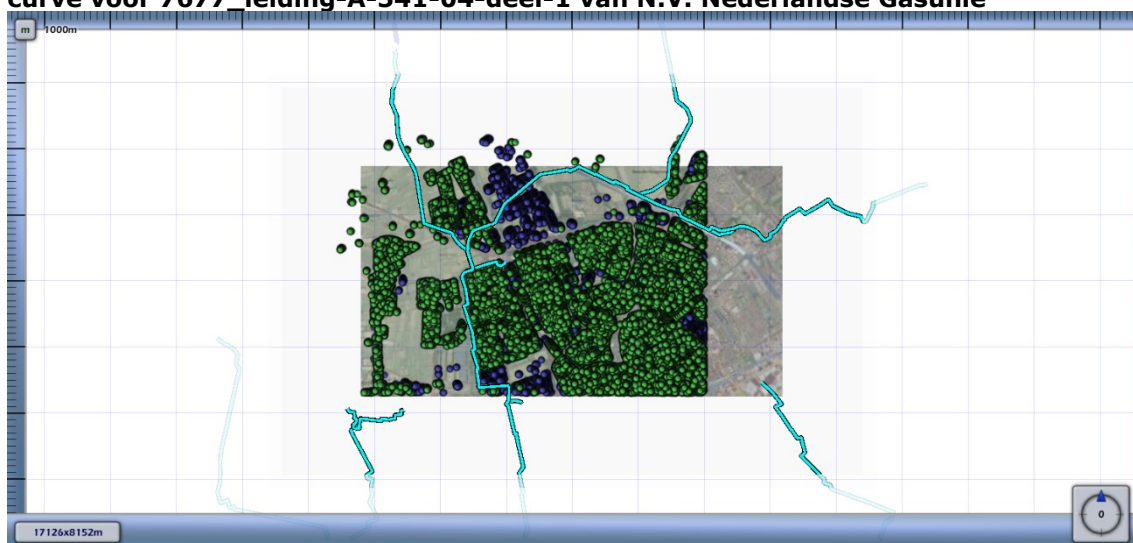 curve voor 7677_leiding-A-541-04-deel-1 van N.V. Nederlandse Gasunie
m
1000m
17126x8152m
0